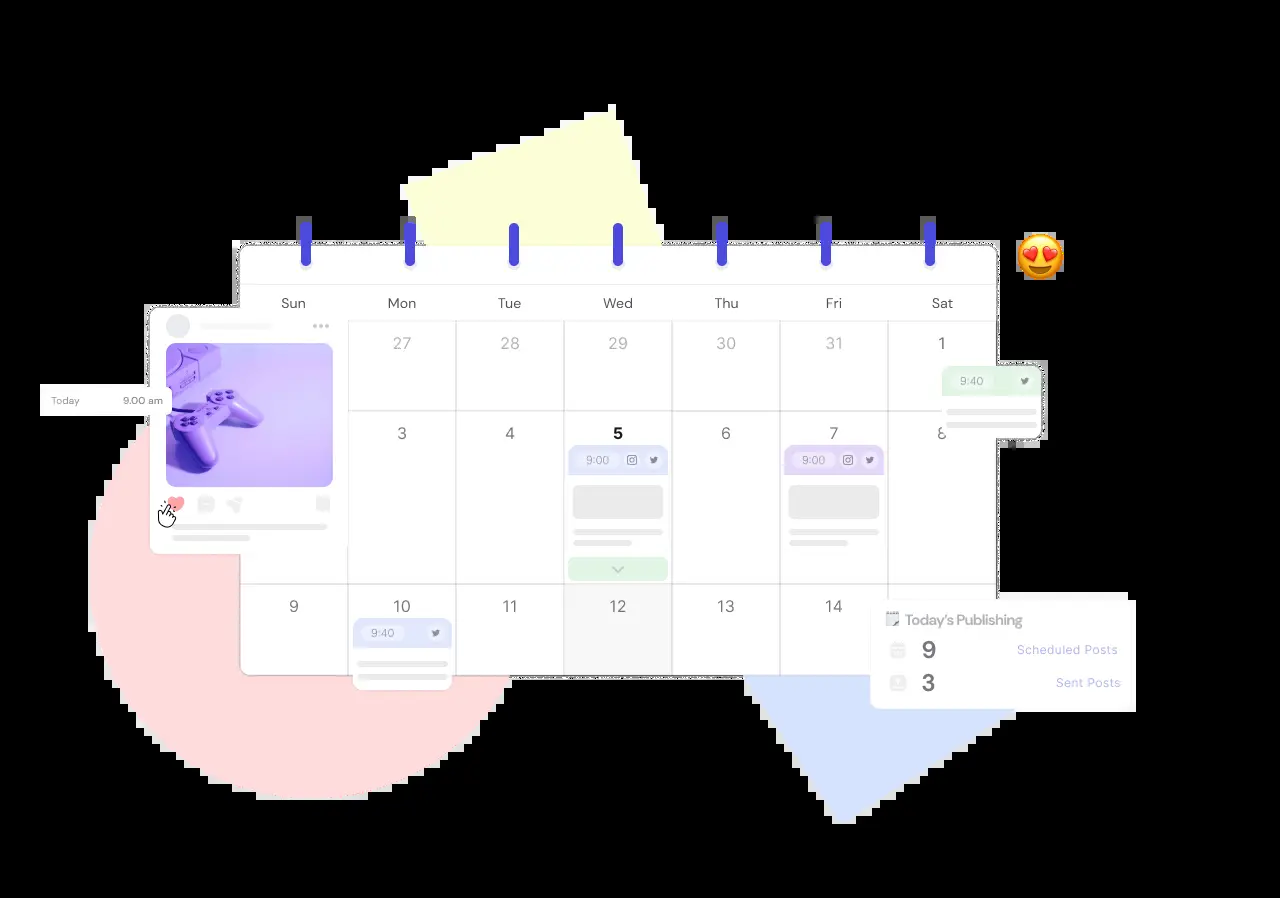 Sun Mon Tue Wed Thu Fri Sat
27 28 29 30 31 1
9:40
Today 9.00 am
3 4 5 6 7 8
9:00 9:00
9 10 11 12 13 14
9:40
Today's Publishing
9 Scheduled Posts
3 Sent Posts